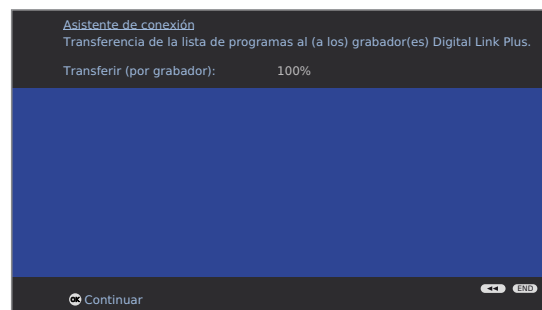 Asistente de conexión
Transferencia de la lista de programas al (a los) grabador(es) Digital Link Plus.
Transferir (por grabador): 100%
END
OK Continuar